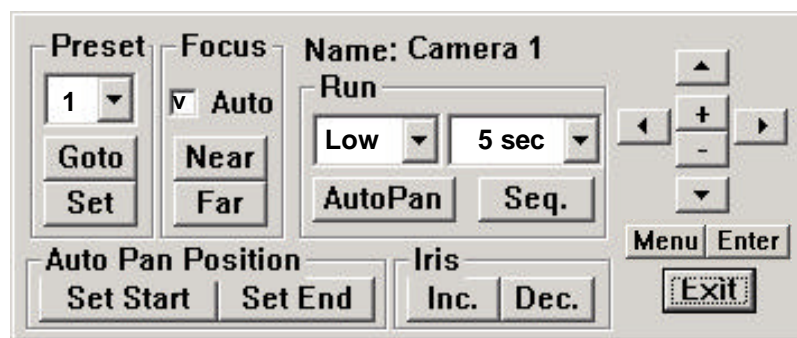 Preset
1
Goto
Set
Focus
v Auto
Near
Far
Name: Camera 1
Run
Low 5 sec
AutoPan Seq.
+
-
Menu Enter
Exit
Auto Pan Position
Set Start Set End
Iris
Inc. Dec.